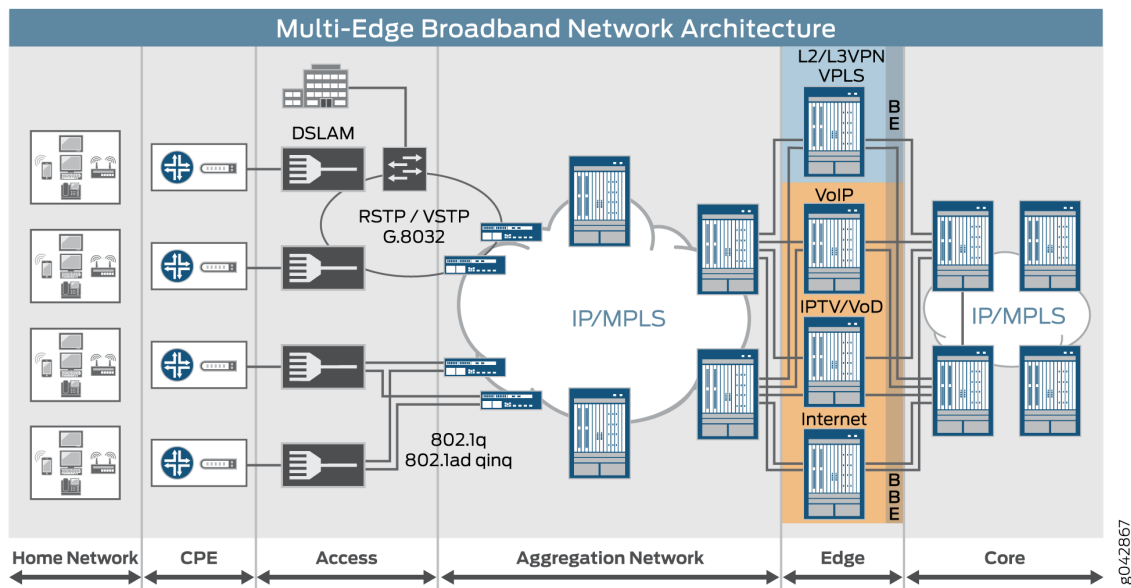 Multi-Edge Broadband Network Architecture
L2/L3VPN
VPLS
B
E
DSLAM
RSTP / VSTP
G.8032
VoIP
IP/MPLS
IPTV/VoD
IP/MPLS
Internet
802.1q
802.1ad qinq
B
B
E
Home Network
CPE
Access
Aggregation Network
Edge
Core
g042867